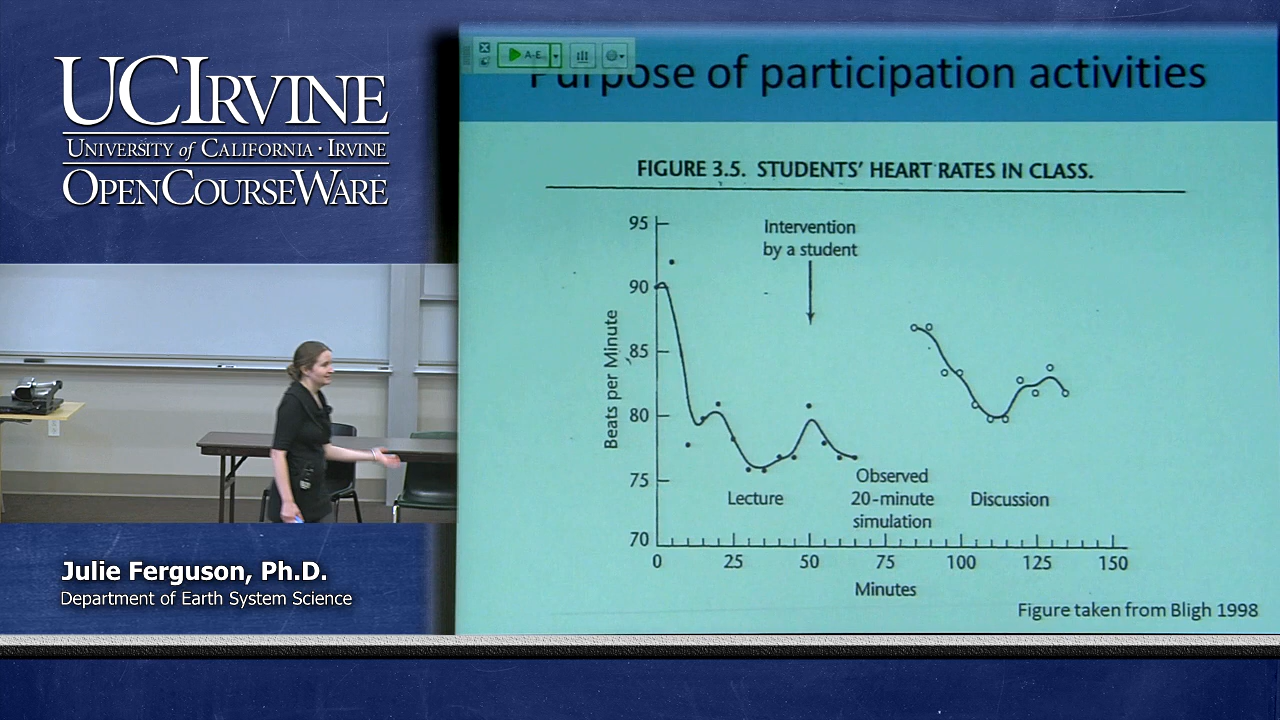 UCIRVINE
UNIVERSITY of CALIFORNIA · IRVINE
OPENCOURSEWARE
A-E
Purpose of participation activities
FIGURE 3.5. STUDENTS' HEART RATES IN CLASS.
95
90
85
80
75
70
Beats per Minute
Intervention
by a student
Lecture
Observed
20-minute
simulation
Discussion
0 25 50 75 100 125 150
Minutes
Figure taken from Bligh 1998
Julie Ferguson, Ph.D.
Department of Earth System Science